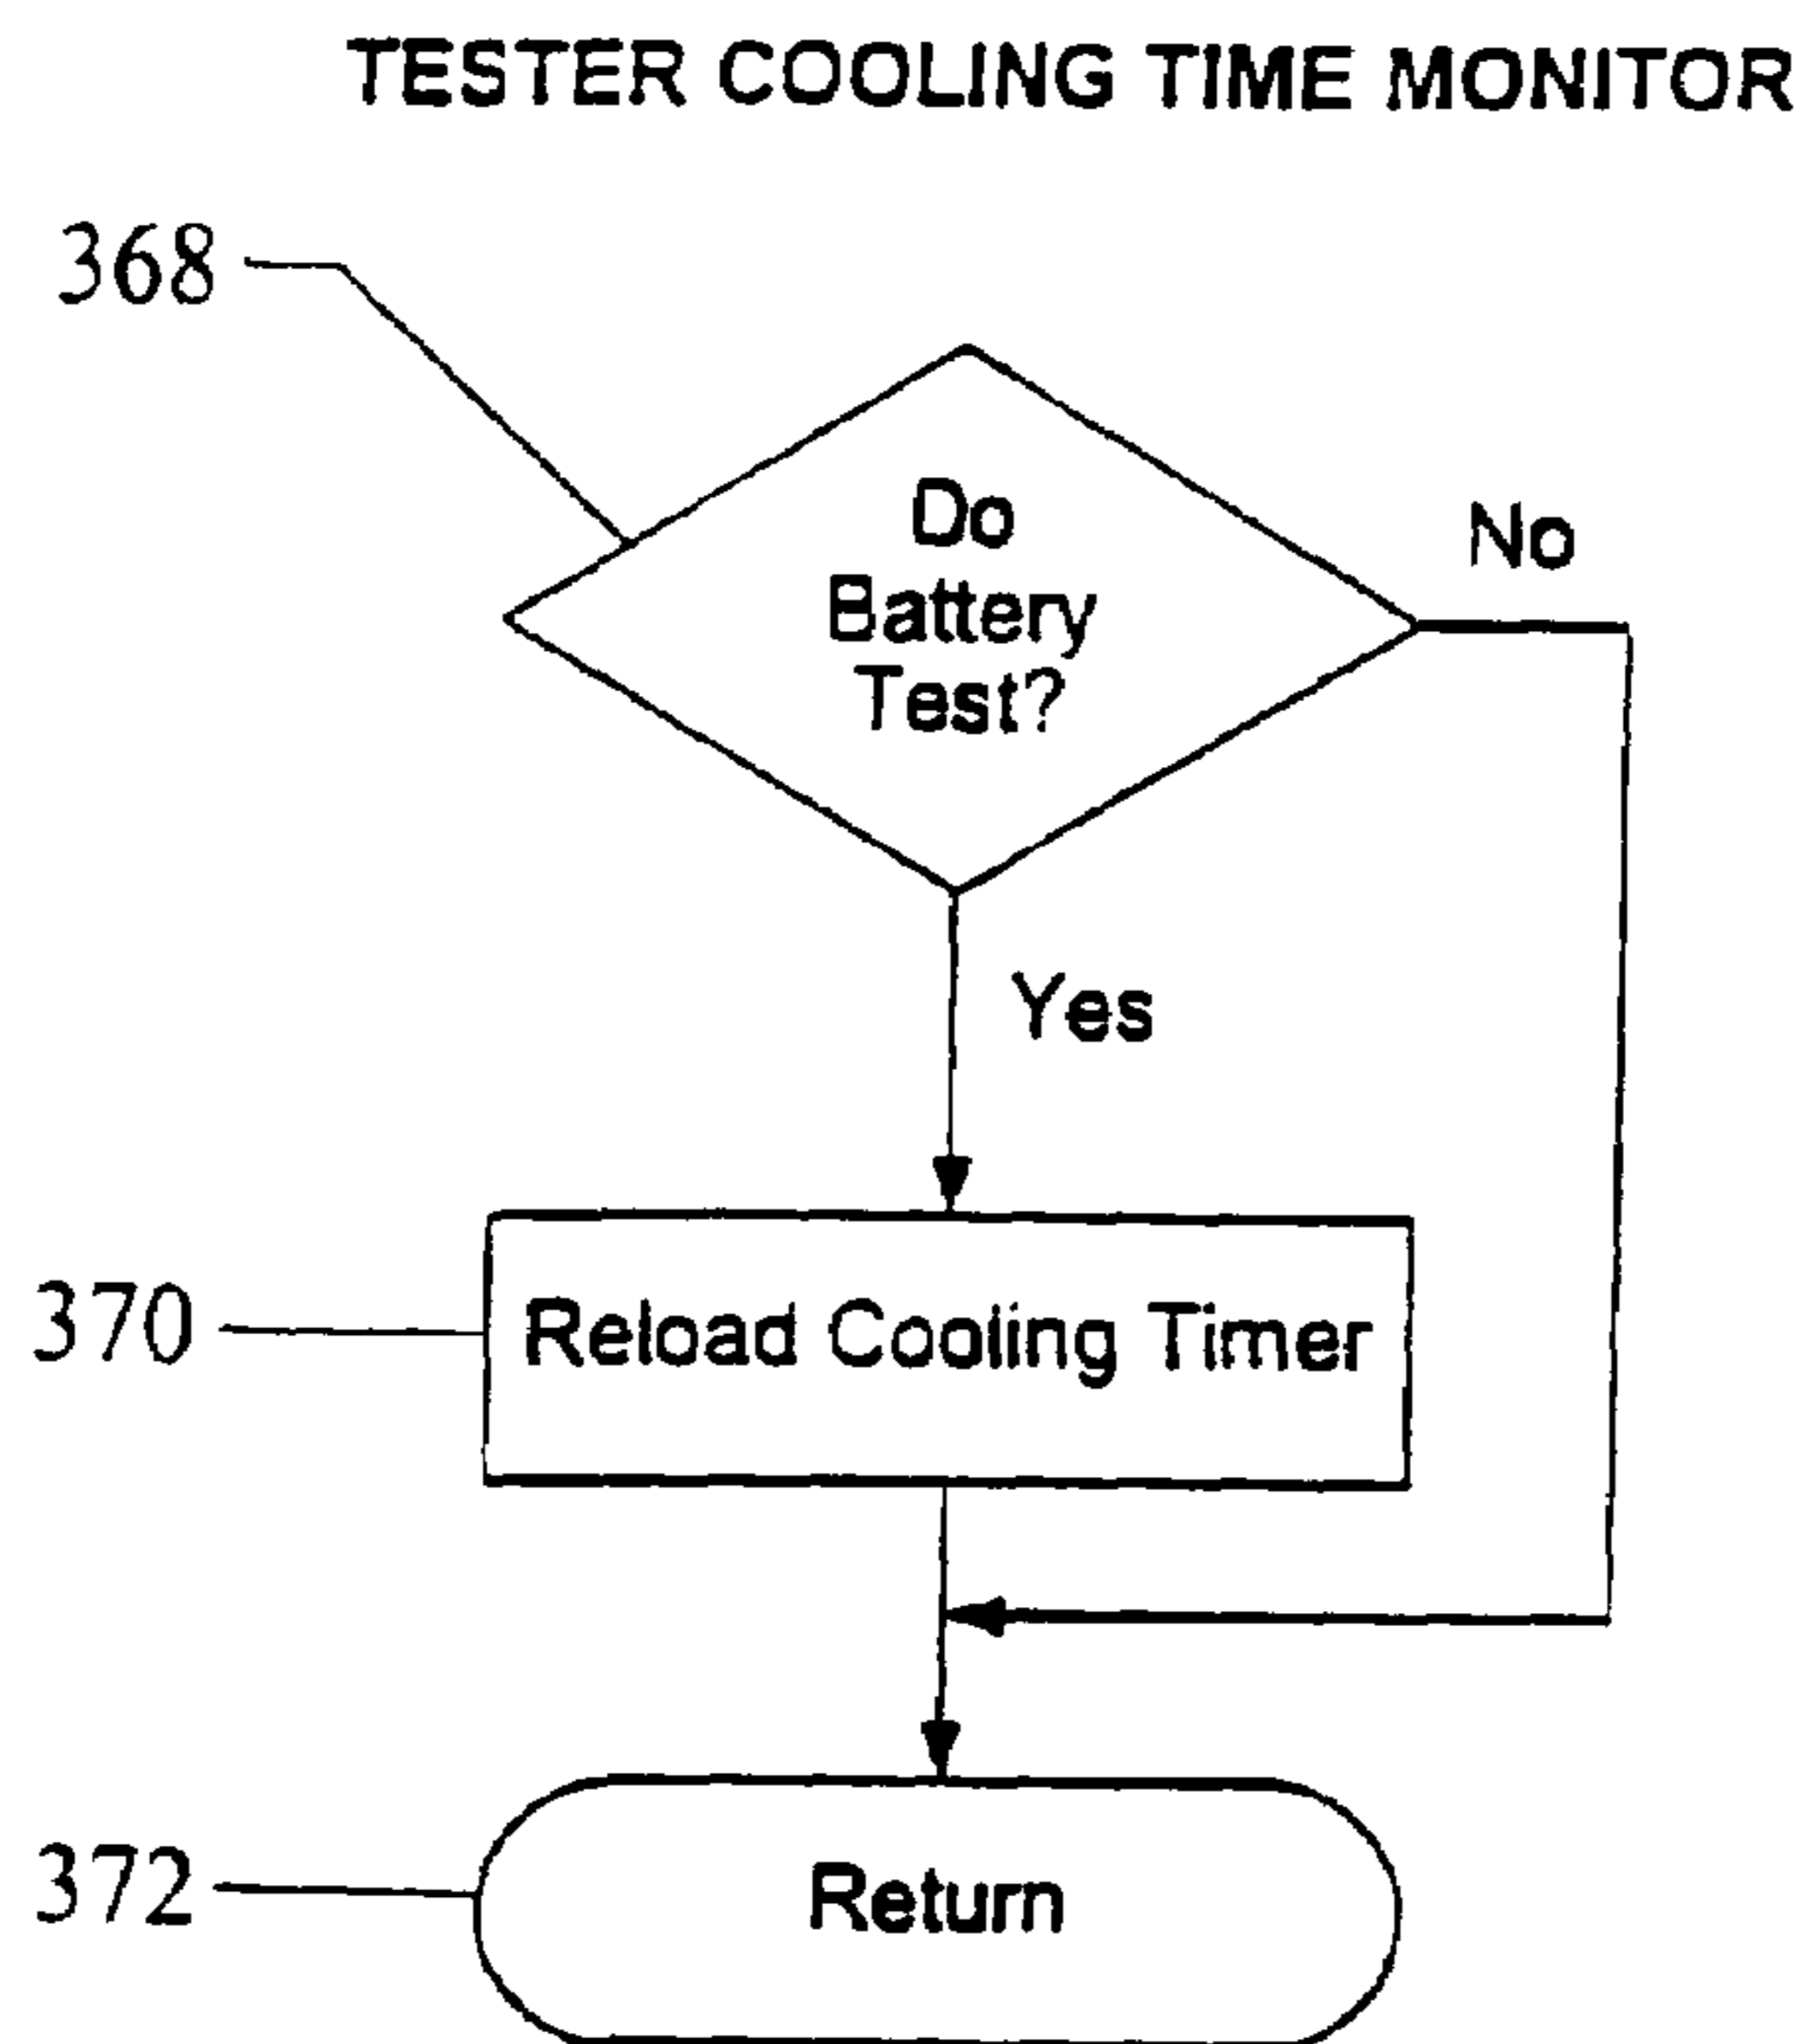 TESTER COOLING TIME MONITOR
368
Do
Battery
Test?
No
Yes
370
Reload Cooling Timer
372
Return